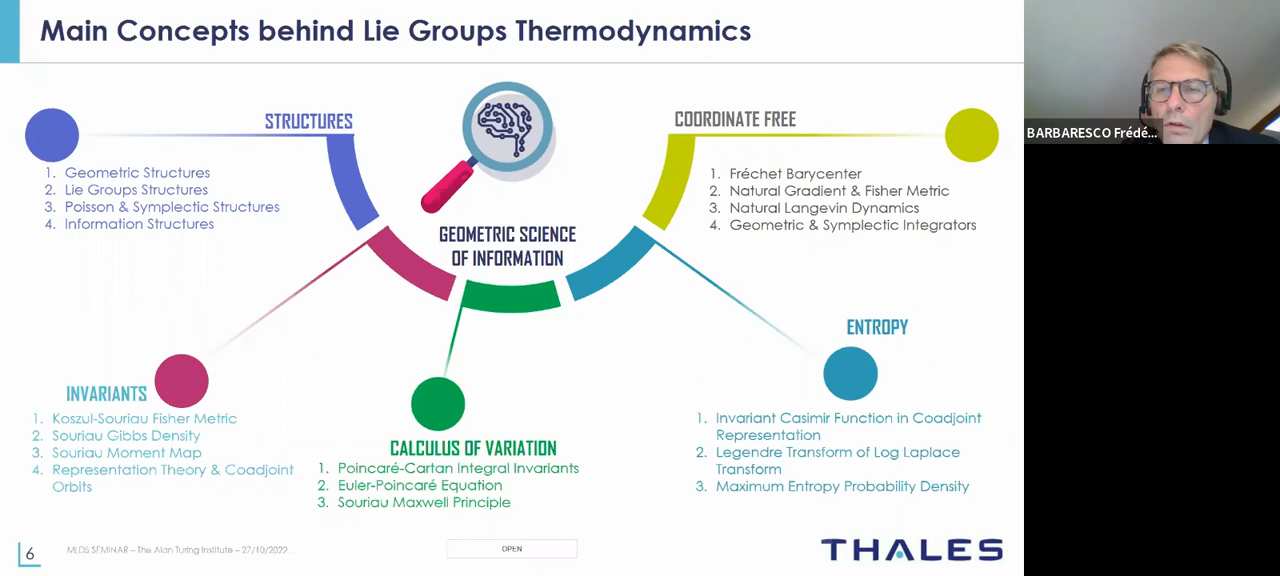 Main Concepts behind Lie Groups Thermodynamics
STRUCTURES
1. Geometric Structures
2. Lie Groups Structures
3. Poisson & Symplectic Structures
4. Information Structures
COORDINATE FREE
1. Fréchet Barycenter
2. Natural Gradient & Fisher Metric
3. Natural Langevin Dynamics
4. Geometric & Symplectic Integrators
GEOMETRIC SCIENCE
OF INFORMATION
INVARIANTS
1. Koszul-Souriau Fisher Metric
2. Souriau Gibbs Density
3. Souriau Moment Map
4. Representation Theory & Coadjoint
Orbits
CALCULUS OF VARIATION
1. Poincaré-Cartan Integral Invariants
2. Euler-Poincaré Equation
3. Souriau Maxwell Principle
ENTROPY
1. Invariant Casimir Function in Coadjoint
Representation
2. Legendre Transform of Log Laplace
Transform
3. Maximum Entropy Probability Density
6
MLDS SEMINAR – The Alan Turing Institute – 27/10/2022
OPEN
THALES
BARBARESCO Frédé...